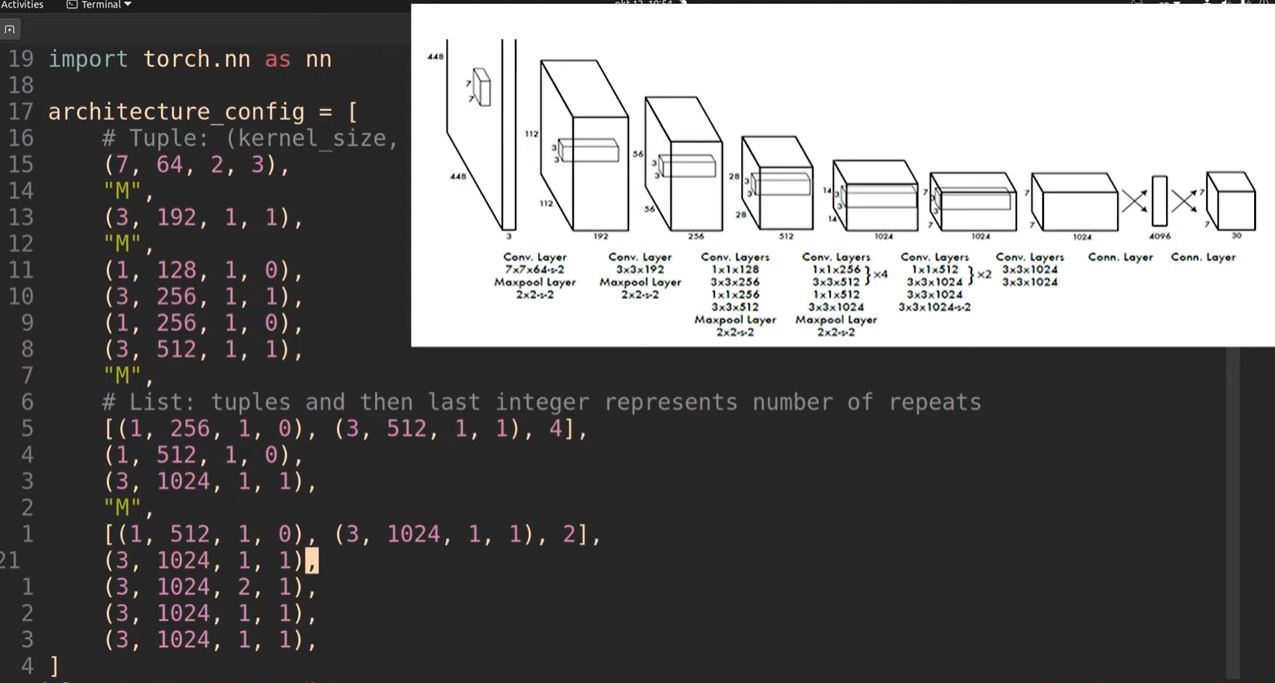 Activities Terminal
19 import torch.nn as nn
18
17 architecture_config = [
16 # Tuple: (kernel_size,
15 (7, 64, 2, 3),
14 "M",
13 (3, 192, 1, 1),
12 "M",
11 (1, 128, 1, 0),
10 (3, 256, 1, 1),
9 (1, 256, 1, 0),
8 (3, 512, 1, 1),
7 "M",
6 # List: tuples and then last integer represents number of repeats
5 [(1, 256, 1, 0), (3, 512, 1, 1), 4],
4 (1, 512, 1, 0),
3 (3, 1024, 1, 1),
2 "M",
1 [(1, 512, 1, 0), (3, 1024, 1, 1), 2],
21 (3, 1024, 1, 1),
1 (3, 1024, 2, 1),
2 (3, 1024, 1, 1),
3 (3, 1024, 1, 1),
4 ]
448
7
7
448
3
112
3
3
112
192
56
3
3
56
256
28
3
3
28
512
14
3
3
14
1024
7
3
3
7
1024
7
7
1024
4096
7
7
30
Conv. Layer
7x7x64-s-2
Maxpool Layer
2x2-s-2
Conv. Layer
3x3x192
Maxpool Layer
2x2-s-2
Conv. Layers
1x1x128
3x3x256
1x1x256
3x3x512
Maxpool Layer
2x2-s-2
Conv. Layers
1x1x256
3x3x512 } x4
1x1x512
3x3x1024
Maxpool Layer
2x2-s-2
Conv. Layers
1x1x512
3x3x1024 } x2
3x3x1024
3x3x1024-s-2
Conv. Layers
3x3x1024
3x3x1024
Conn. Layer
Conn. Layer